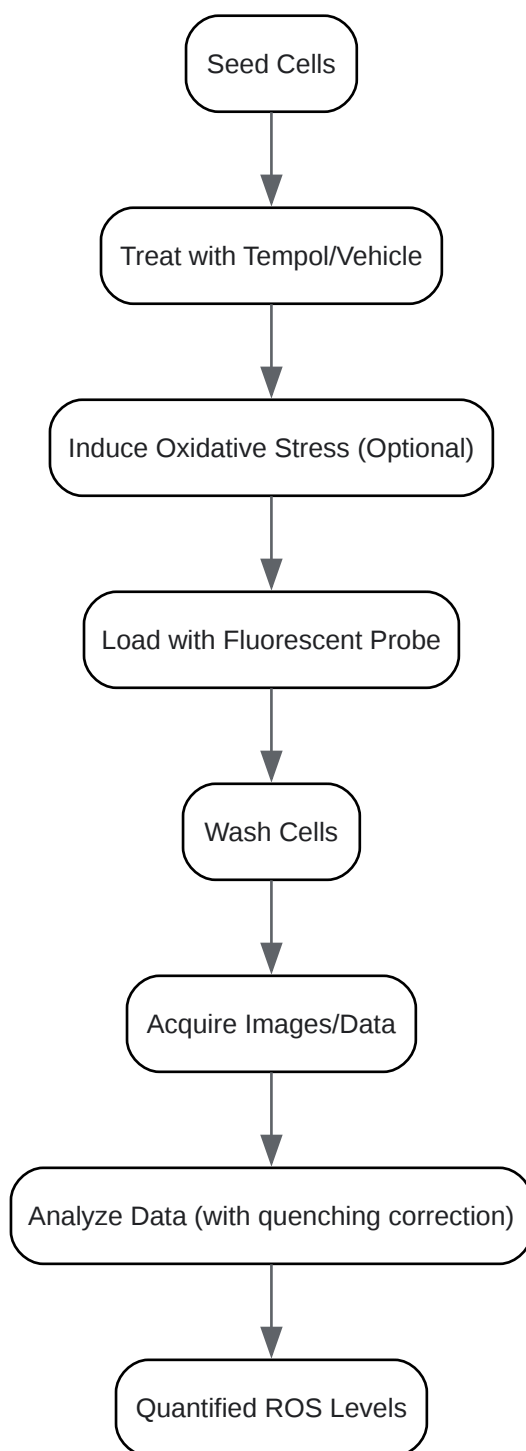 Seed Cells
Treat with Tempol/Vehicle
Induce Oxidative Stress (Optional)
Load with Fluorescent Probe
Wash Cells
Acquire Images/Data
Analyze Data (with quenching correction)
Quantified ROS Levels